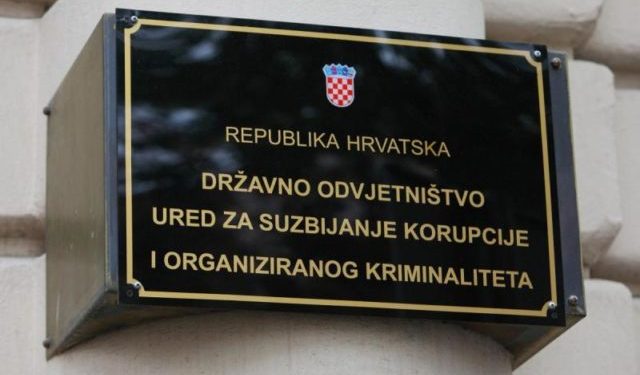 REPUBLIKA HRVATSKA
DRŽAVNO ODVJETNIŠTVO
URED ZA SUZBIJANJE KORUPCIJE
I ORGANIZIRANOG KRIMINALITETA